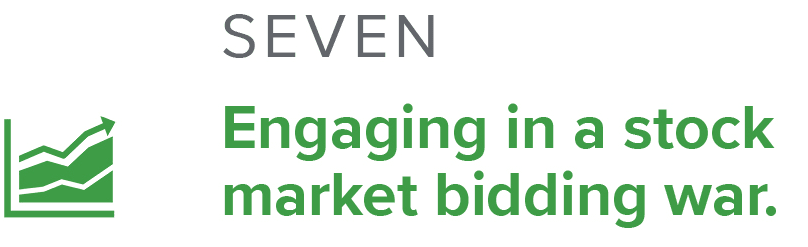 SEVEN
Engaging in a stock
market bidding war.